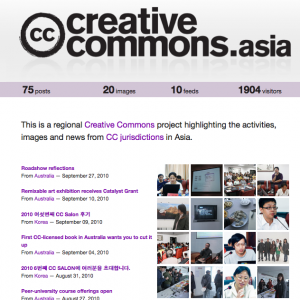 cc creative
commons.asia
75 posts 20 images 10 feeds 1904 visitors
This is a regional Creative Commons project highlighting the activities,
images and news from CC jurisdictions in Asia.
Roadshow reflections
From Australia — September 27, 2010
Remixable art exhibition receives Catalyst Grant
From Australia — September 10, 2010
2010 여섯번째 CC Salon 후기
From Korea — September 09, 2010
First CC-licensed book in Australia wants you to cut it
up
From Australia — September 04, 2010
2010 6번째 CC SALON에 여러분을 초대합니다.
From Korea — August 31, 2010
Peer-university course offerings open
From Australia — August 27, 2010